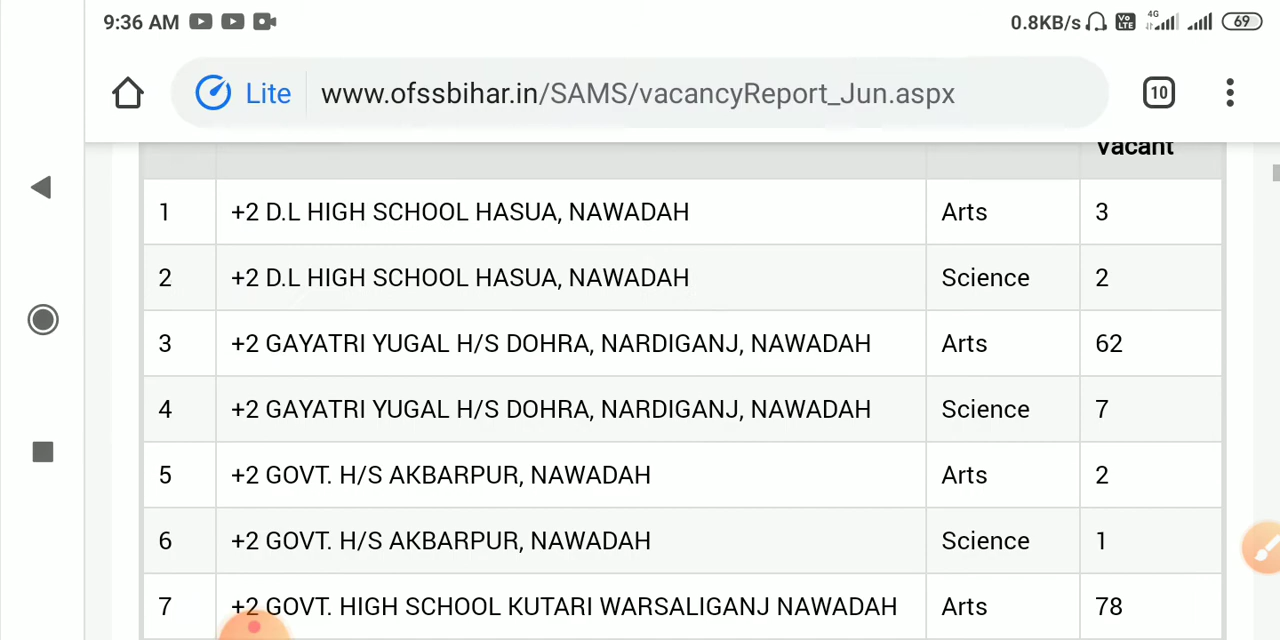 9:36 AM 0.8KB/s Vo LTE 4G 69
Lite www.ofssbihar.in/SAMS/vacancyReport_Jun.aspx 10
Vacant
1 +2 D.L HIGH SCHOOL HASUA, NAWADAH Arts 3
2 +2 D.L HIGH SCHOOL HASUA, NAWADAH Science 2
3 +2 GAYATRI YUGAL H/S DOHRA, NARDIGANJ, NAWADAH Arts 62
4 +2 GAYATRI YUGAL H/S DOHRA, NARDIGANJ, NAWADAH Science 7
5 +2 GOVT. H/S AKBARPUR, NAWADAH Arts 2
6 +2 GOVT. H/S AKBARPUR, NAWADAH Science 1
7 +2 GOVT. HIGH SCHOOL KUTARI WARSALIGANJ NAWADAH Arts 78